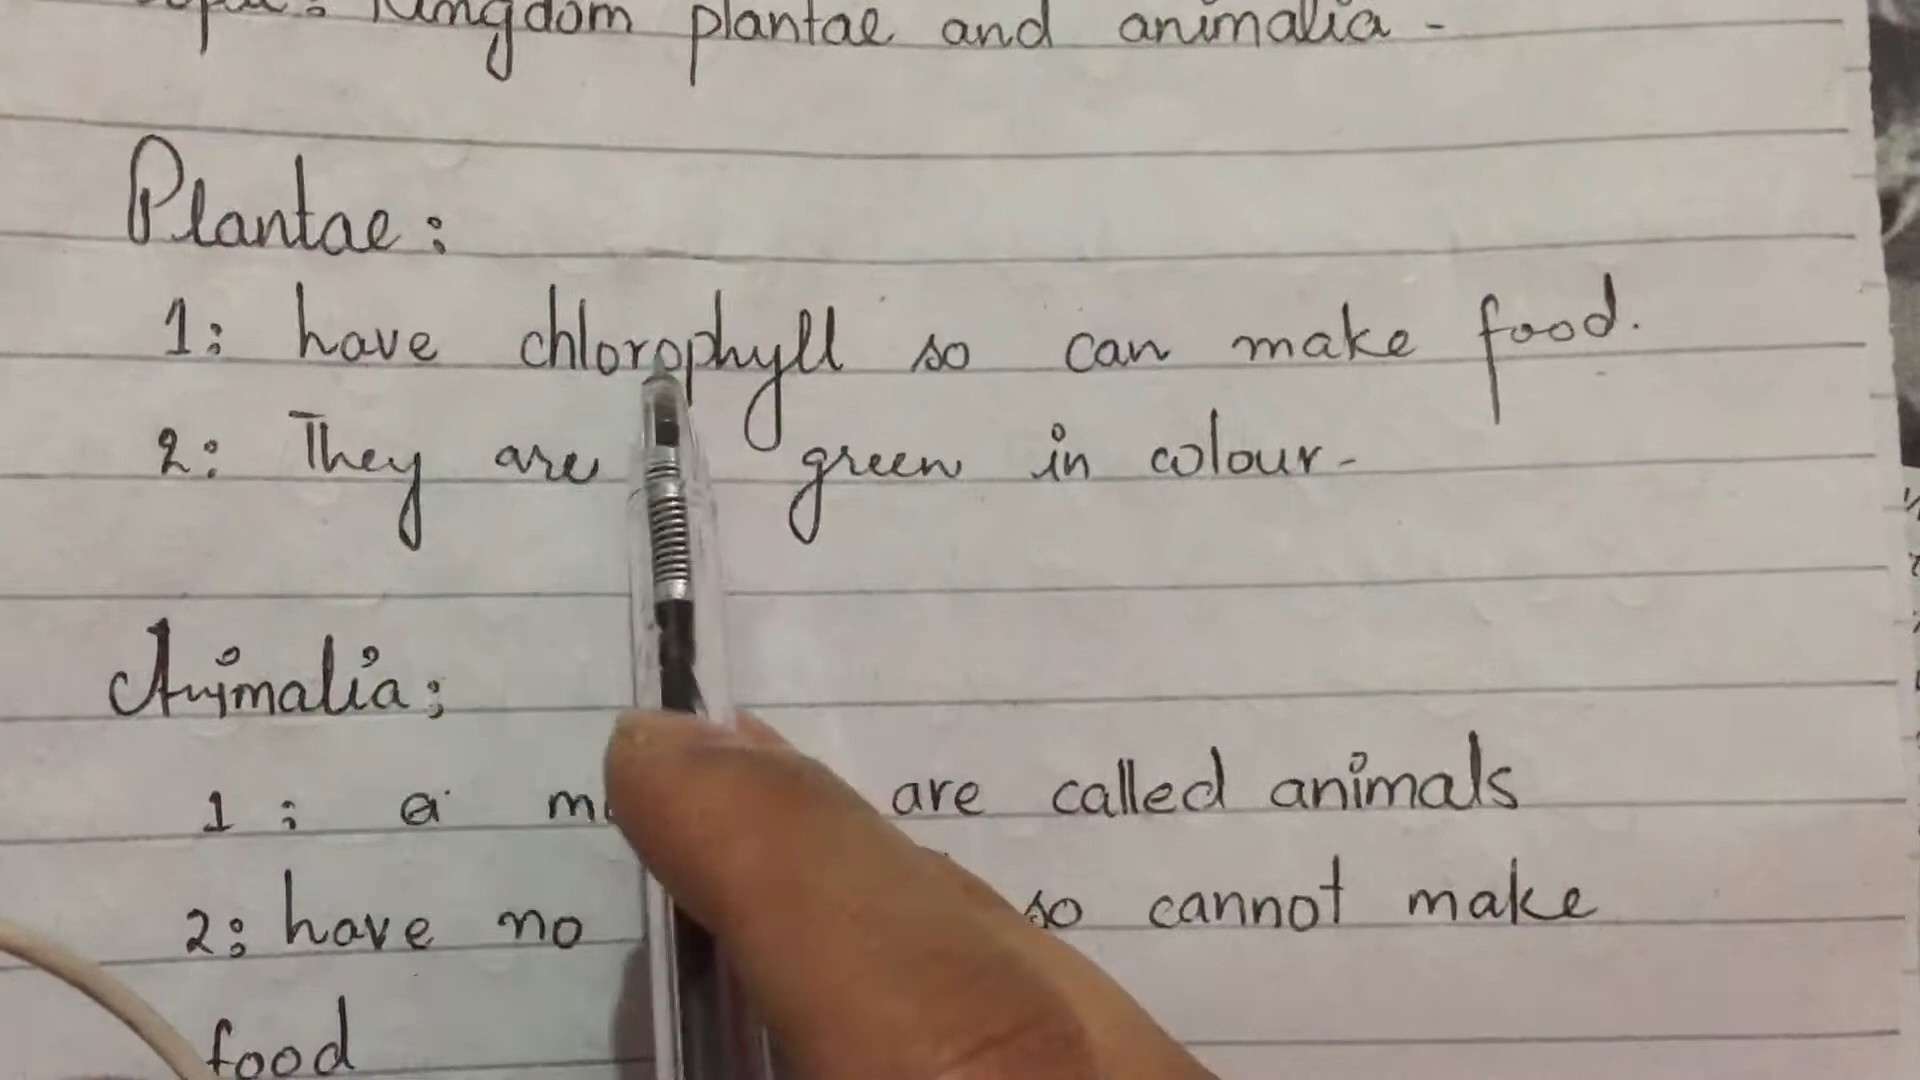 Kingdom plantae and animalia -
Plantae:
1: have chlorophyll so can make food.
2: They are green in colour-
Animalia:
1: a are called animals
2: have no so cannot make
food